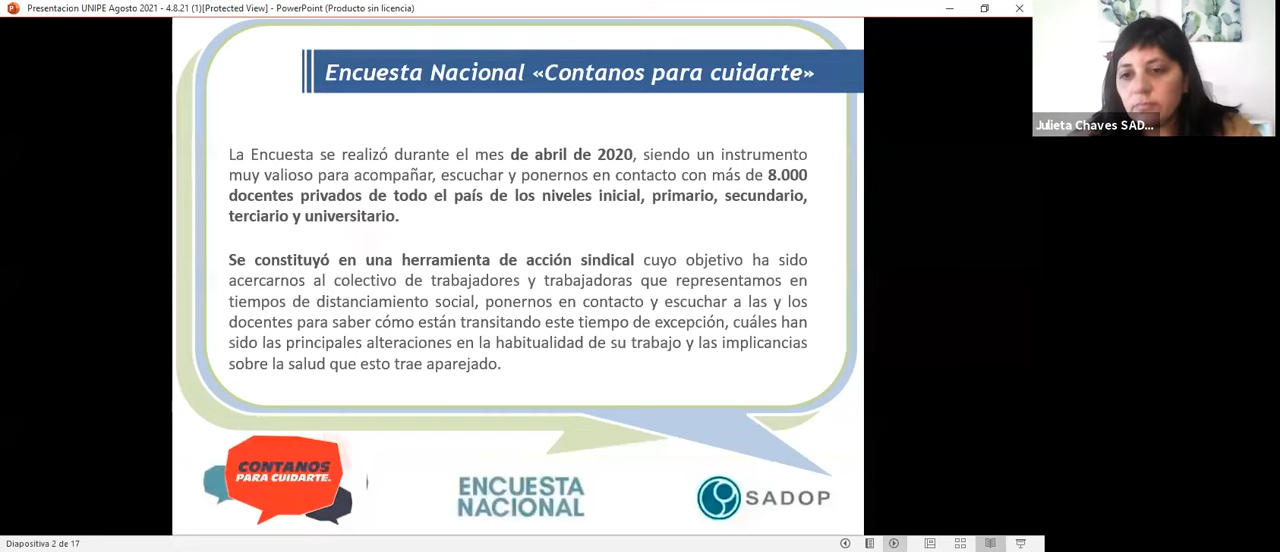 Presentacion UNIPE Agosto 2021 - 4.8.21 (1)[Protected View] - PowerPoint (Producto sin licencia)
Encuesta Nacional «Contanos para cuidarte»
Julieta Chaves SAD...
La Encuesta se realizó durante el mes de abril de 2020, siendo un instrumento
muy valioso para acompañar, escuchar y ponernos en contacto con más de 8.000
docentes privados de todo el país de los niveles inicial, primario, secundario,
terciario y universitario.
Se constituyó en una herramienta de acción sindical cuyo objetivo ha sido
acercarnos al colectivo de trabajadores y trabajadoras que representamos en
tiempos de distanciamiento social, ponernos en contacto y escuchar a las y los
docentes para saber cómo están transitando este tiempo de excepción, cuáles han
sido las principales alteraciones en la habitualidad de su trabajo y las implicancias
sobre la salud que esto trae aparejado.
CONTANOS
PARA CUIDARTE.
ENCUESTA
NACIONAL
SADOP
Diapositiva 2 de 17